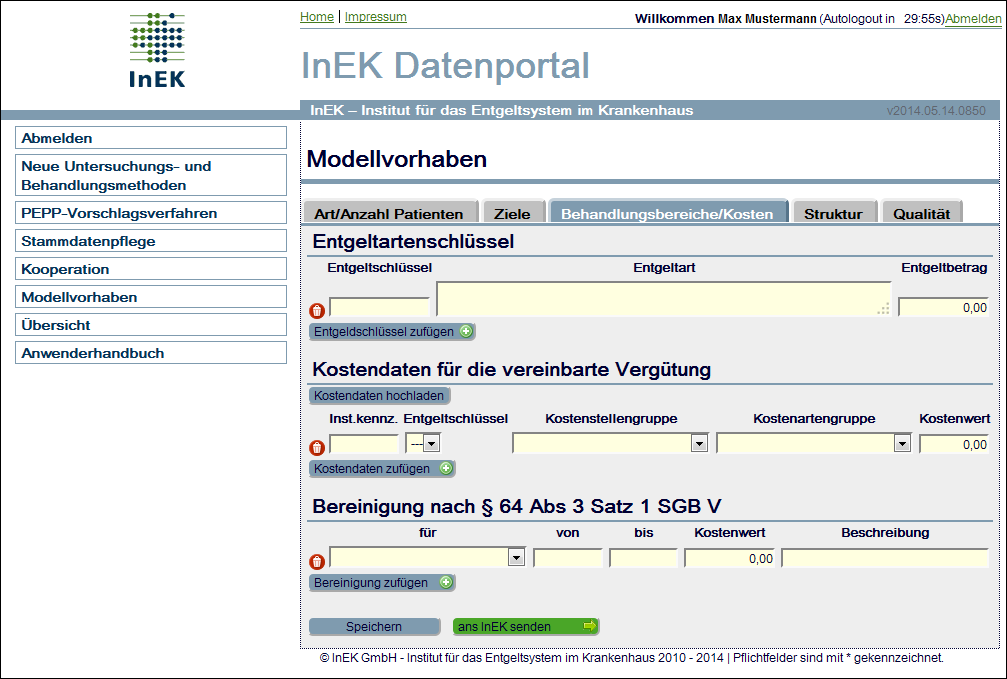 Home | Impressum
Willkommen Max Mustermann (Autologout in 29:55s)Abmelden
InEK
InEK Datenportal
InEK – Institut für das Entgeltsystem im Krankenhaus
v2014.05.14.0850
Abmelden
Neue Untersuchungs- und
Behandlungsmethoden
PEPP-Vorschlagsverfahren
Stammdatenpflege
Kooperation
Modellvorhaben
Übersicht
Anwenderhandbuch
Modellvorhaben
Art/Anzahl Patienten Ziele Behandlungsbereiche/Kosten Struktur Qualität
Entgeltartenschlüssel
Entgeltschlüssel Entgeltart Entgeltbetrag
0,00
Entgeldschlüssel zufügen
Kostendaten für die vereinbarte Vergütung
Kostendaten hochladen
Inst.kennz. Entgeltschlüssel Kostenstellengruppe Kostenartengruppe Kostenwert
--- 0,00
Kostendaten zufügen
Bereinigung nach § 64 Abs 3 Satz 1 SGB V
für von bis Kostenwert Beschreibung
0,00
Bereinigung zufügen
Speichern ans InEK senden
© InEK GmbH - Institut für das Entgeltsystem im Krankenhaus 2010 - 2014 | Pflichtfelder sind mit * gekennzeichnet.